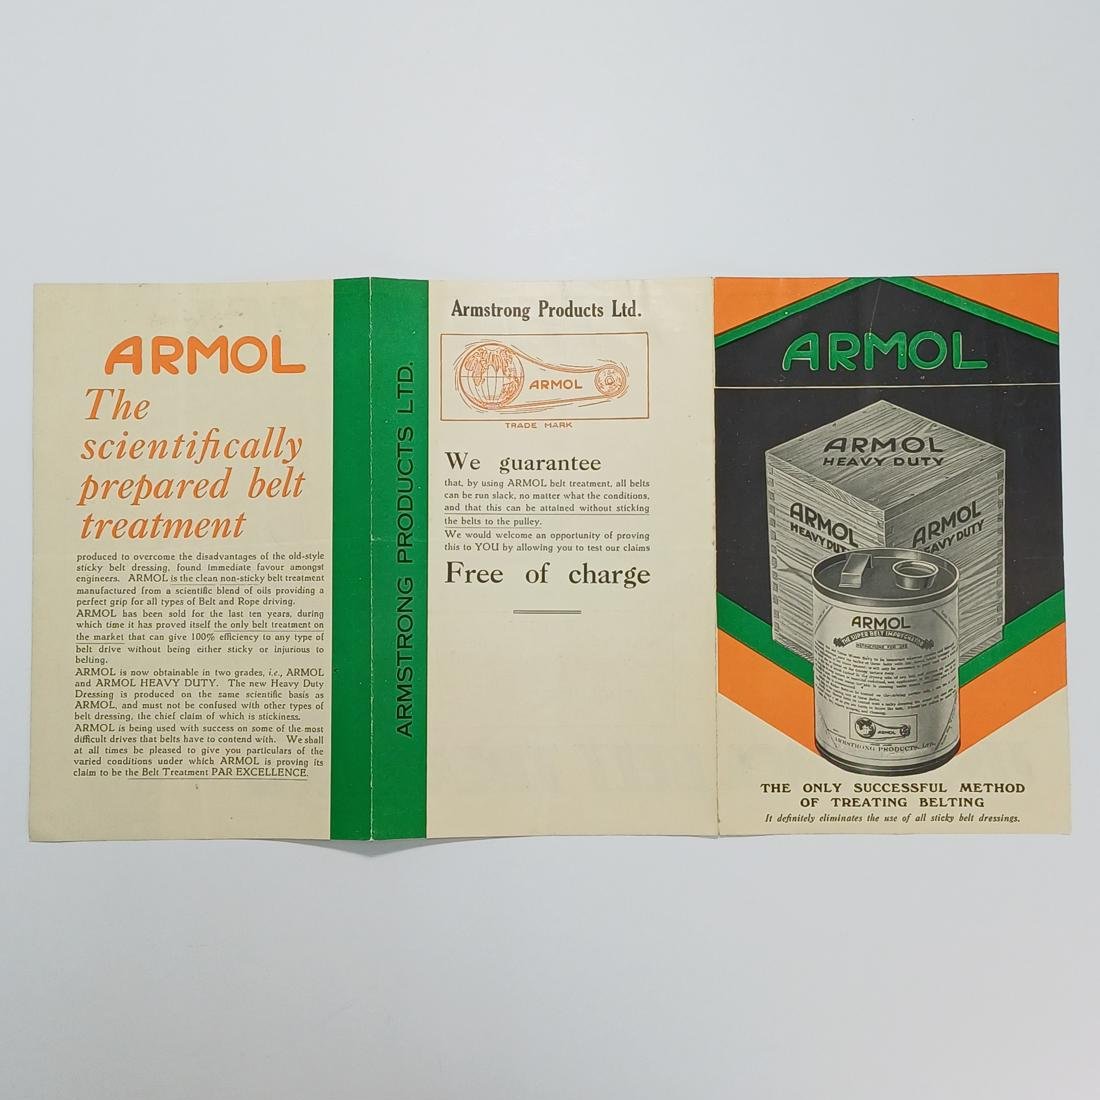 ARMOL
The
scientifically
prepared belt
treatment
produced to overcome the disadvantages of the old-style
sticky belt dressing, found immediate favour amongst
engineers. ARMOL is the clean non-sticky belt treatment
manufactured from a scientific blend of oils providing a
perfect grip for all types of Belt and Rope driving.
ARMOL has been sold for the last ten years, during
which time it has proved itself the only belt treatment on
the market that can give 100% efficiency to any type of
belt drive without being either sticky or injurious to
belting.
ARMOL is now obtainable in two grades, i.e., ARMOL
and ARMOL HEAVY DUTY. The new Heavy Duty
Dressing is produced on the same scientific basis as
ARMOL, and must not be confused with other types of
belt dressing, the chief claim of which is stickiness.
ARMOL is being used with success on some of the most
difficult drives that belts have to contend with. We shall
at all times be pleased to give you particulars of the
varied conditions under which ARMOL is proving its
claim to be the Belt Treatment PAR EXCELLENCE.
ARMSTRONG PRODUCTS LTD.
Armstrong Products Ltd.
ARMOL
TRADE MARK
We guarantee
that, by using ARMOL belt treatment, all belts
can be run slack, no matter what the conditions,
and that this can be attained without sticking
the belts to the pulley.
We would welcome an opportunity of proving
this to YOU by allowing you to test our claims
Free of charge
ARMOL
ARMOL
HEAVY DUTY
ARMOL
HEAVY DUTY
ARMOL
HEAVY DUTY
ARMOL
THE SUPER BELT IMPREGNATOR
INSTRUCTIONS FOR USE
ARMOL
ARMSTRONG PRODUCTS, LTD.
THE ONLY SUCCESSFUL METHOD
OF TREATING BELTING
It definitely eliminates the use of all sticky belt dressings.